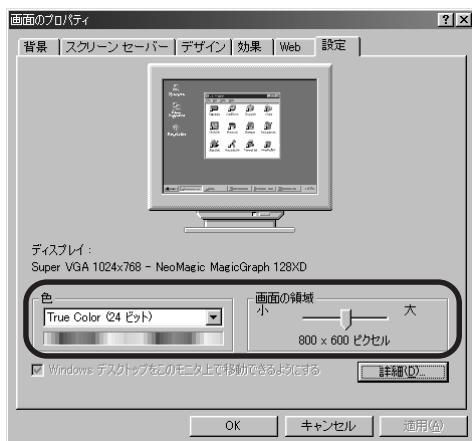 画面のプロパティ
背景 スクリーン セーバー デザイン 効果 Web 設定
ディスプレイ :
Super VGA 1024x768 - NeoMagic MagicGraph 128XD
色
True Color (24 ビット)
画面の領域
小 大
800 x 600 ピクセル
Windows デスクトップをこのモニタ上で移動できるようにする
詳細(D)...
OK キャンセル 適用(A)